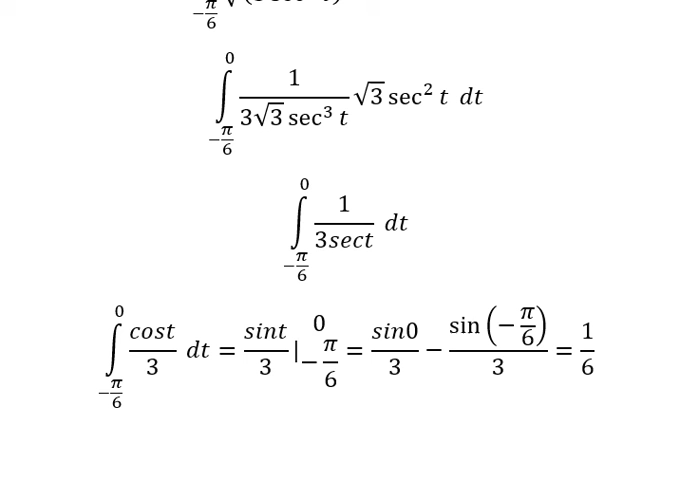 ∫_{-π/6}^{0} 1/(3√3 sec³ t) √3 sec² t dt
∫_{-π/6}^{0} 1/(3sect) dt
∫_{-π/6}^{0} cost/3 dt = sint/3 |_{-π/6}^{0} = sin0/3 − sin(−π/6)/3 = 1/6